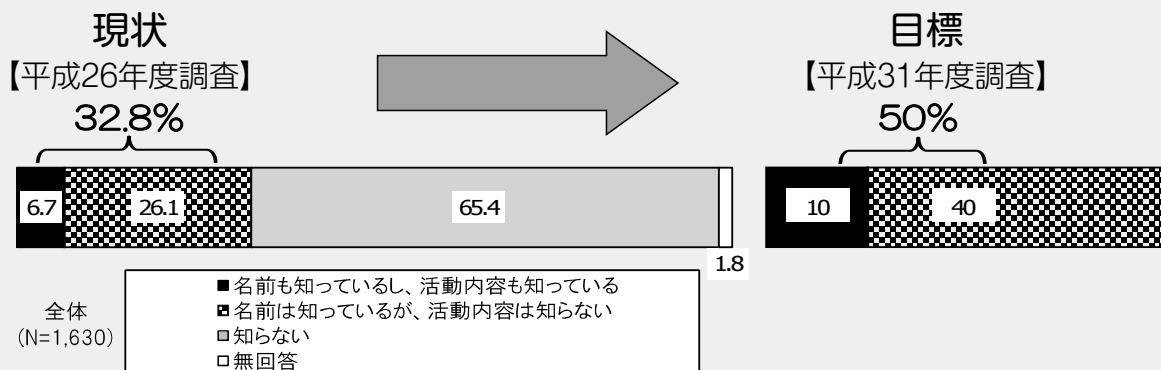 現状
【平成26年度調査】
32.8%
目標
【平成31年度調査】
50%
6.7
26.1
65.4
1.8
10
40
全体
(N=1,630)
■名前も知っているし、活動内容も知っている
名前は知っているが、活動内容は知らない
知らない
□無回答